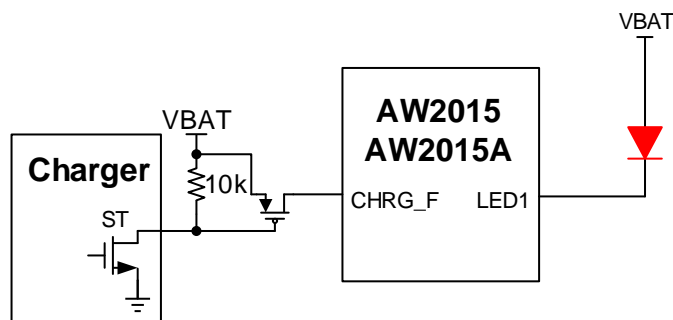 VBAT
AW2015
AW2015A
VBAT
Charger
10k
CHRG_F LED1
ST